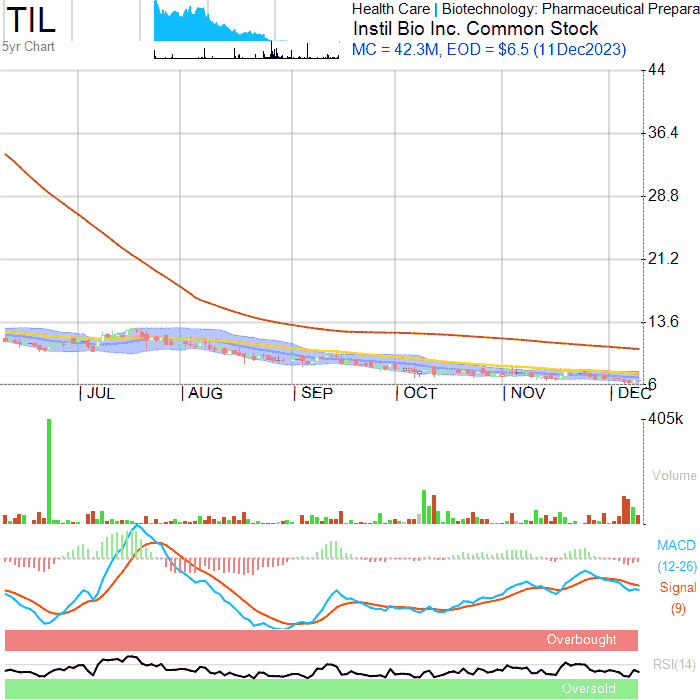 TIL
5yr Chart
Health Care | Biotechnology: Pharmaceutical Prepara
Instil Bio Inc. Common Stock
MC = 42.3M, EOD = $6.5 (11Dec2023)
44
36.4
28.8
21.2
13.6
6
JUL
AUG
SEP
OCT
NOV
DEC
405k
Volume
MACD
(12-26)
Signal
(9)
Overbought
RSI(14)
Oversold